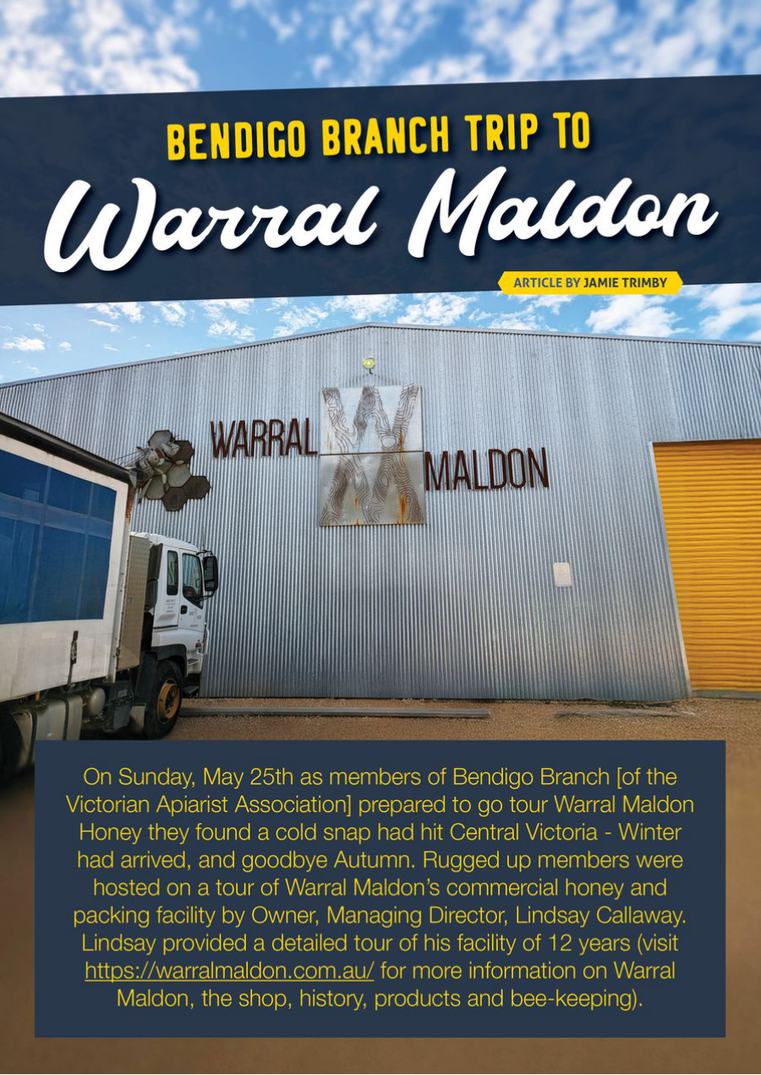 BENDIGO BRANCH TRIP TO
Warral Maldon
ARTICLE BY JAMIE TRIMBY
WARRAL
MALDON
On Sunday, May 25th as members of Bendigo Branch [of the
Victorian Apiarist Association] prepared to go tour Warral Maldon
Honey they found a cold snap had hit Central Victoria - Winter
had arrived, and goodbye Autumn. Rugged up members were
hosted on a tour of Warral Maldon's commercial honey and
packing facility by Owner, Managing Director, Lindsay Callaway.
Lindsay provided a detailed tour of his facility of 12 years (visit
https://warralmaldon.com.au/ for more information on Warral
Maldon, the shop, history, products and bee-keeping).